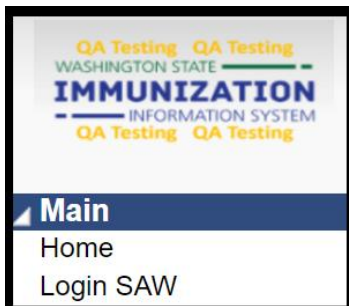 QA Testing QA Testing
WASHINGTON STATE
IMMUNIZATION
INFORMATION SYSTEM
QA Testing QA Testing
Main
Home
Login SAW